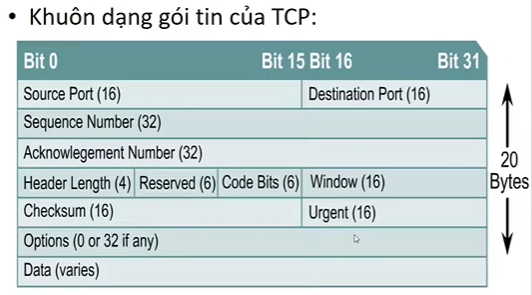 • Khuôn dạng gói tin của TCP:
Bit 0 Bit 15 Bit 16 Bit 31
Source Port (16) Destination Port (16)
Sequence Number (32)
Acknowlegement Number (32)
Header Length (4) Reserved (6) Code Bits (6) Window (16)
Checksum (16) Urgent (16)
Options (0 or 32 if any)
Data (varies)
20
Bytes